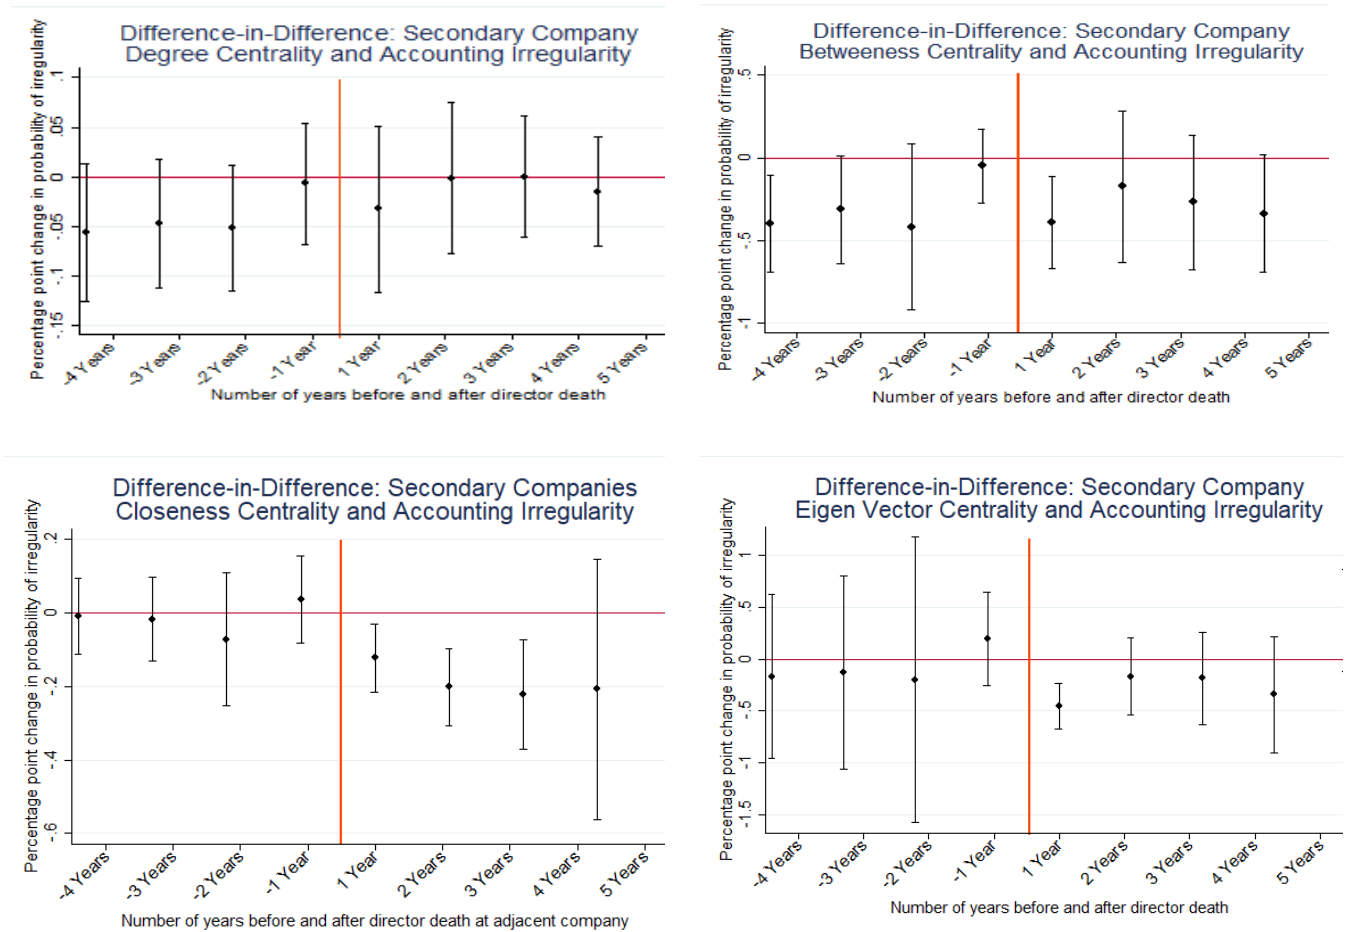 Difference-in-Difference: Secondary Company
Degree Centrality and Accounting Irregularity
Percentage point change in probability of irregularity
.1
.05
0
-.05
-.1
-.15
-4 Years
-3 Years
-2 Years
-1 Year
1 Year
2 Years
3 Years
4 Years
5 Years
Number of years before and after director death
Difference-in-Difference: Secondary Company
Betweeness Centrality and Accounting Irregularity
Percentage point change in probability of irregularity
.5
0
-.5
-1
-4 Years
-3 Years
-2 Years
-1 Year
1 Year
2 Years
3 Years
4 Years
5 Years
Number of years before and after director death
Difference-in-Difference: Secondary Companies
Closeness Centrality and Accounting Irregularity
Percentage point change in probability of irregularity
.2
0
-.2
-.4
-.6
-4 Years
-3 Years
-2 Years
-1 Year
1 Year
2 Years
3 Years
4 Years
5 Years
Number of years before and after director death at adjacent company
Difference-in-Difference: Secondary Company
Eigen Vector Centrality and Accounting Irregularity
Percentage point change in probability of irregularity
1
.5
0
-.5
-1
-1.5
-4 Years
-3 Years
-2 Years
-1 Year
1 Year
2 Years
3 Years
4 Years
5 Years
Number of years before and after director death